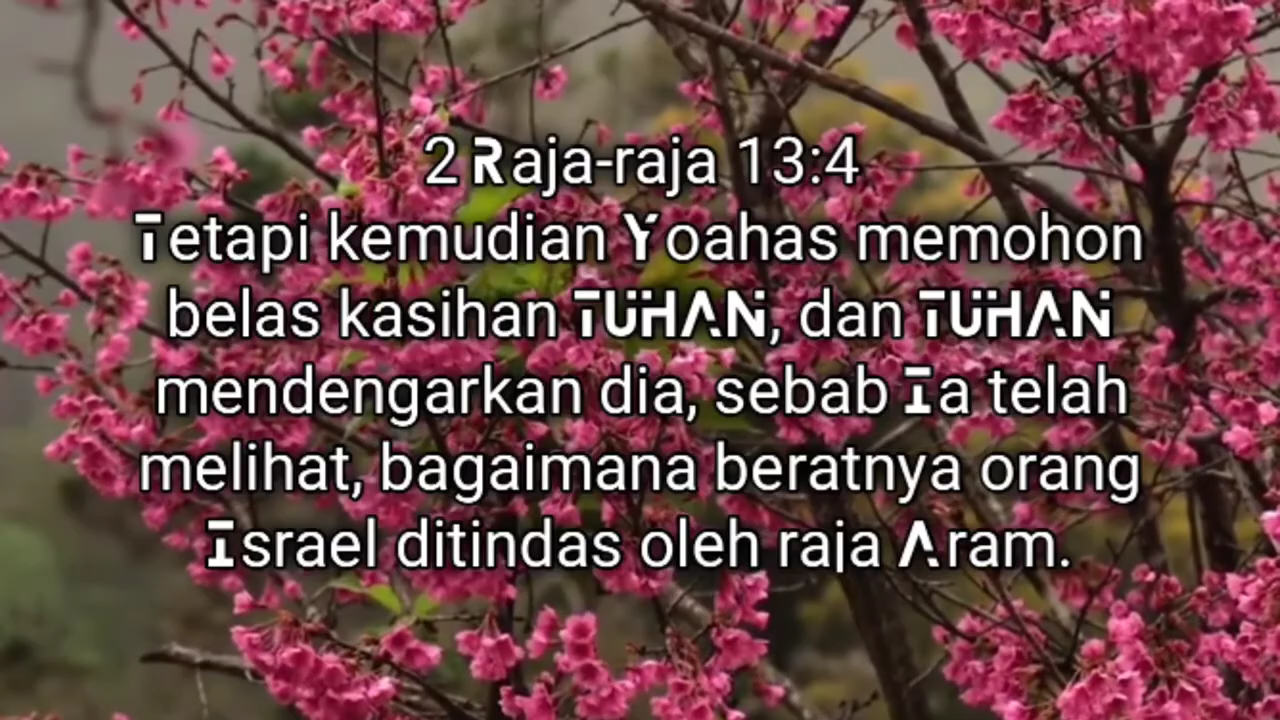 2 Raja-raja 13:4
Tetapi kemudian Yoahas memohon
belas kasihan TUHAN, dan TUHAN
mendengarkan dia, sebab Ia telah
melihat, bagaimana beratnya orang
Israel ditindas oleh raja Aram.